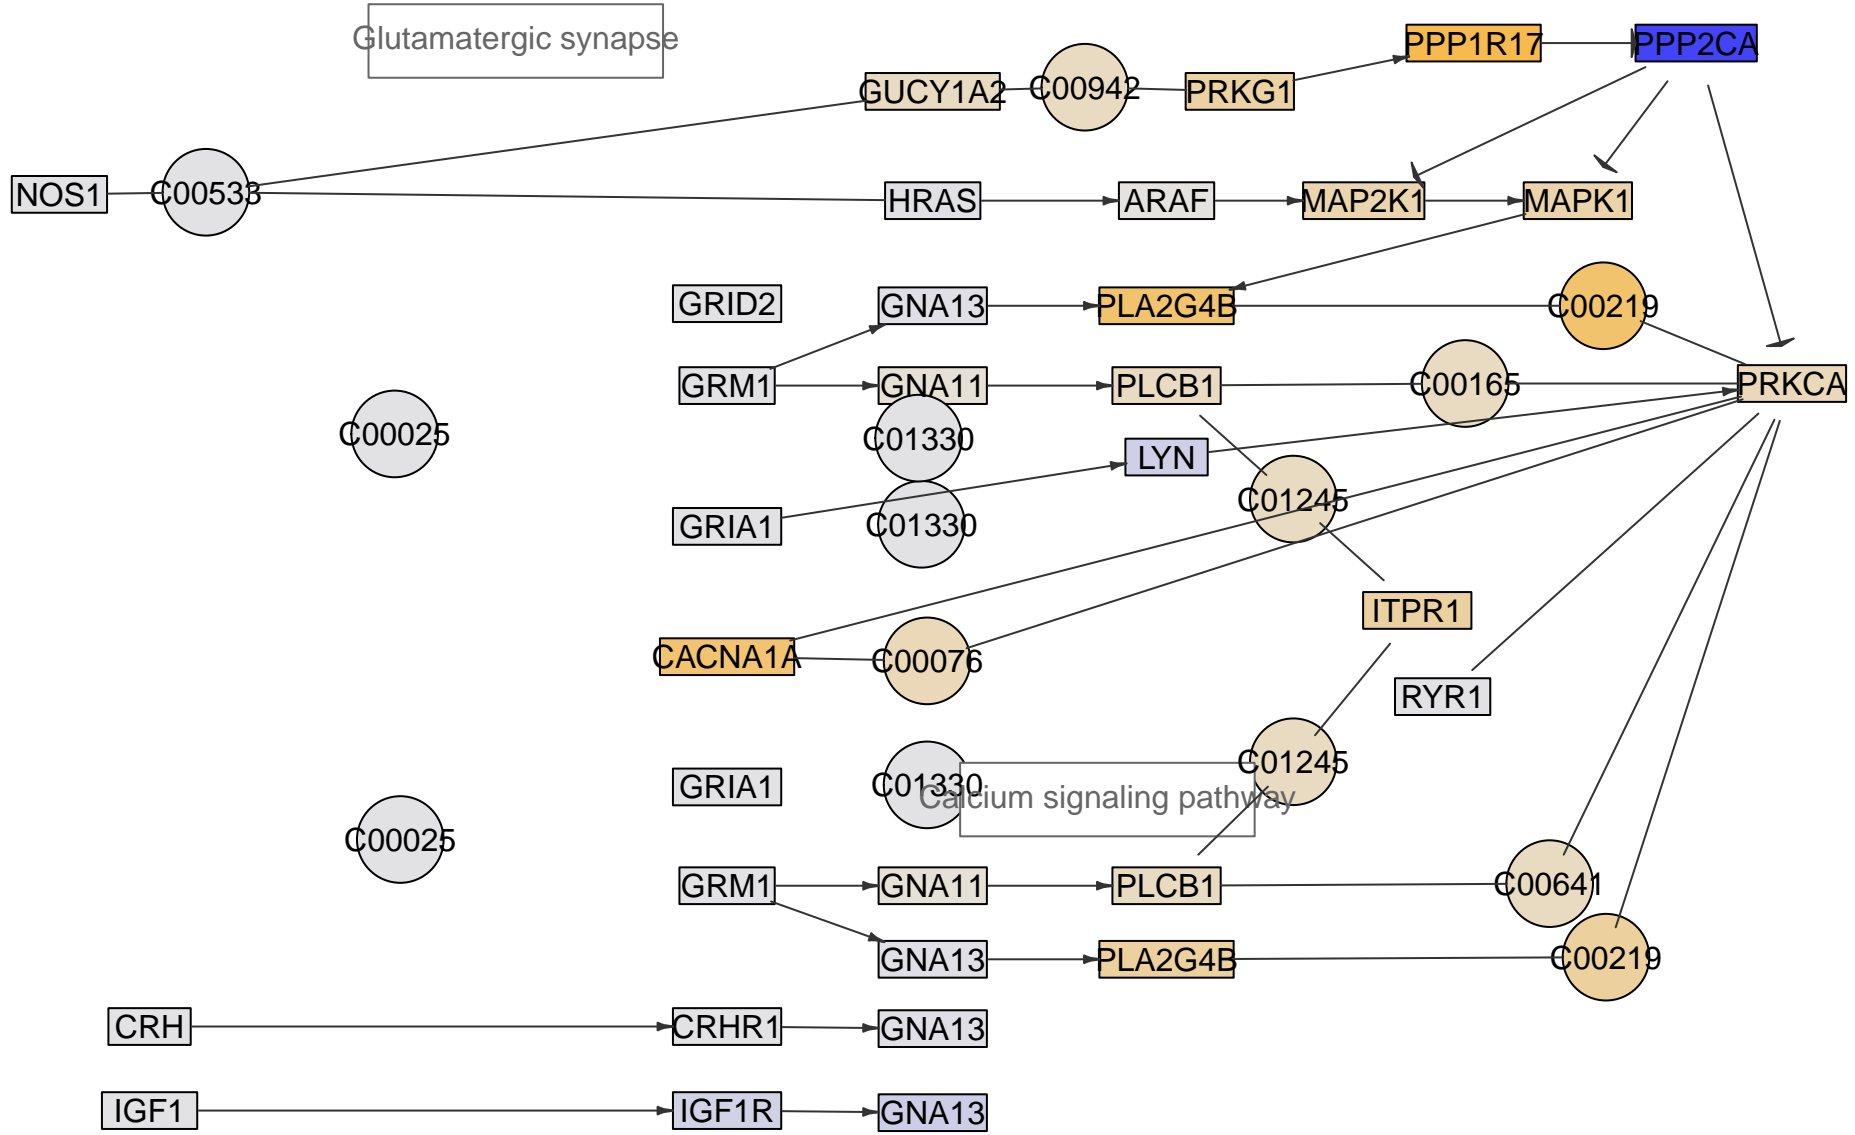 Glutamatergic synapse
PPP1R17
PPP2CA
GUCY1A2
C00942
PRKG1
NOS1
C00533
HRAS
ARAF
MAP2K1
MAPK1
GRID2
GNA13
PLA2G4B
C00219
GRM1
GNA11
PLCB1
C00165
PRKCA
C00025
C01330
LYN
GRIA1
C01330
C01245
ITPR1
CACNA1A
C00076
RYR1
GRIA1
C01330
C01245
Calcium signaling pathway
C00025
GRM1
GNA11
PLCB1
C00641
GNA13
PLA2G4B
C00219
CRH
CRHR1
GNA13
IGF1
IGF1R
GNA13